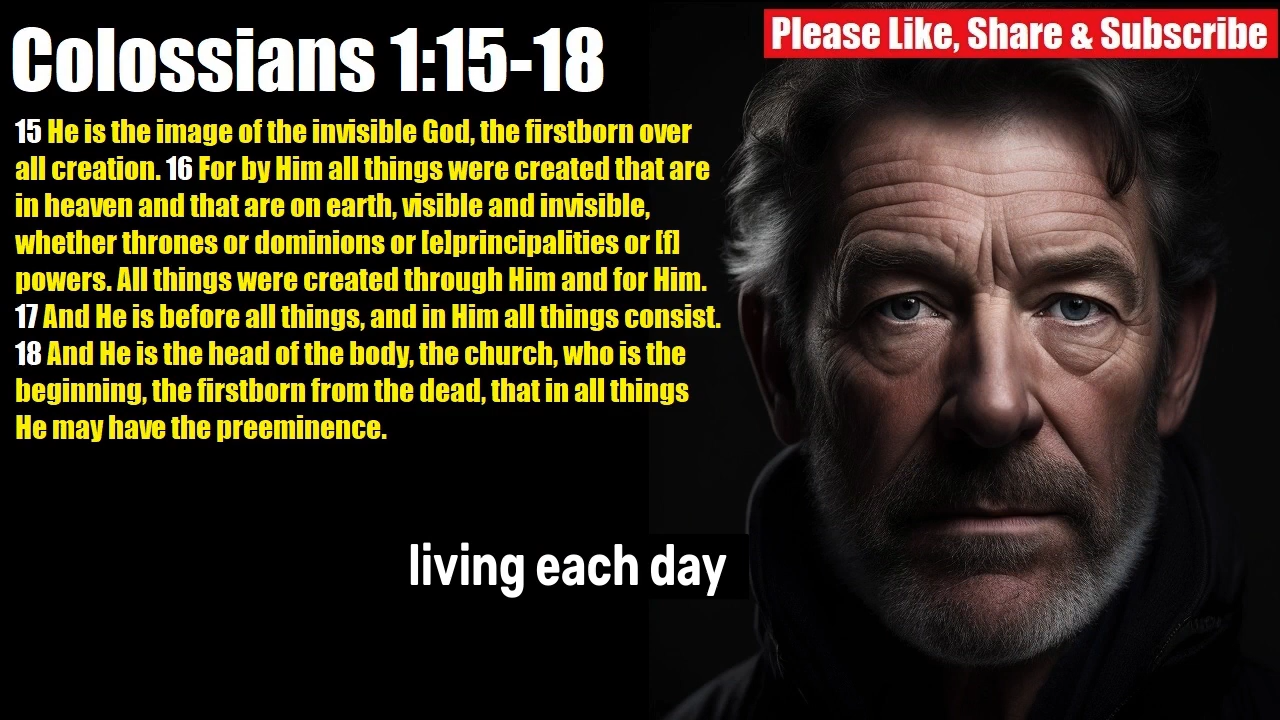 Colossians 1:15-18
Please Like, Share & Subscribe
15 He is the image of the invisible God, the firstborn over
all creation. 16 For by Him all things were created that are
in heaven and that are on earth, visible and invisible,
whether thrones or dominions or [e]principalities or [f]
powers. All things were created through Him and for Him.
17 And He is before all things, and in Him all things consist.
18 And He is the head of the body, the church, who is the
beginning, the firstborn from the dead, that in all things
He may have the preeminence.
living each day